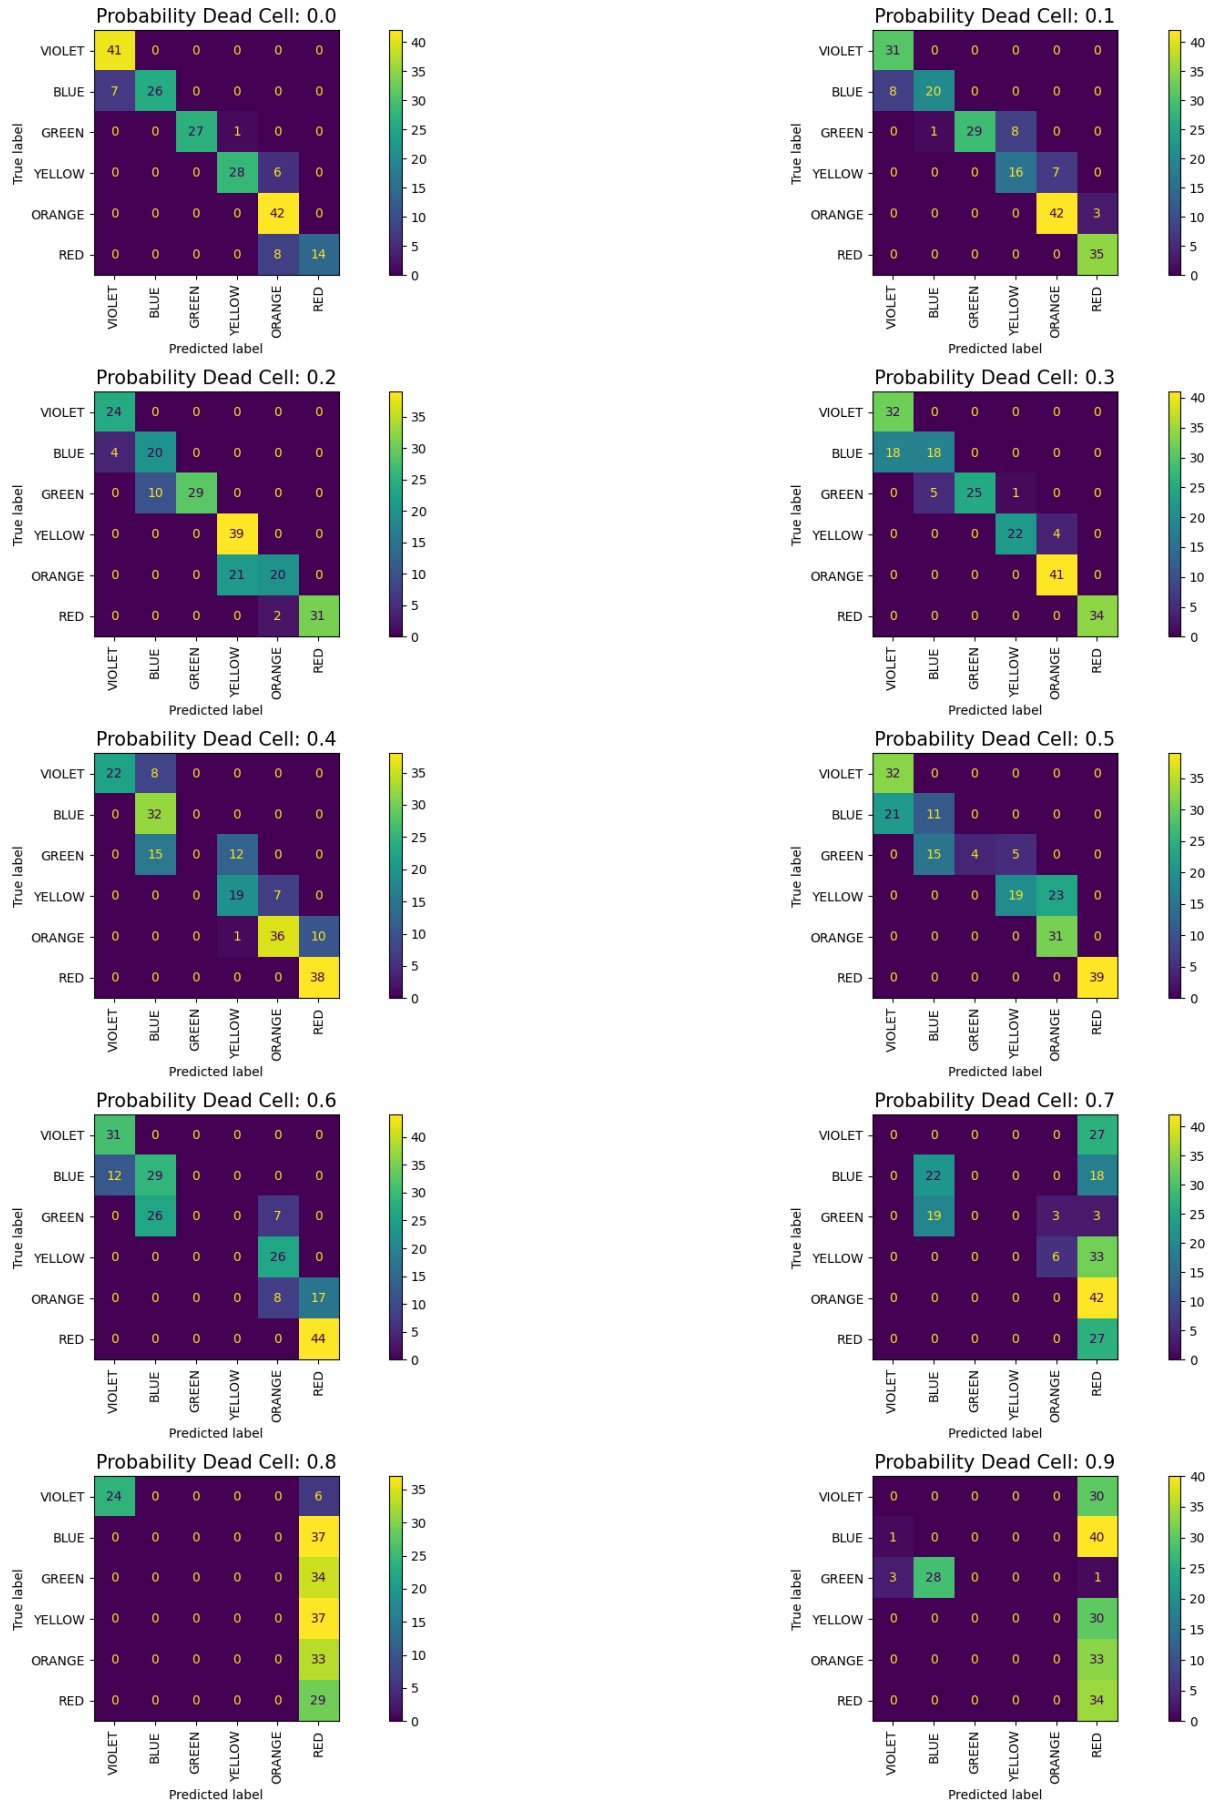 Probability Dead Cell: 0.0
True label
VIOLET 41 0 0 0 0 0
BLUE 7 26 0 0 0 0
GREEN 0 0 27 1 0 0
YELLOW 0 0 0 28 6 0
ORANGE 0 0 0 0 42 0
RED 0 0 0 0 8 14
VIOLET BLUE GREEN YELLOW ORANGE RED
Predicted label
40
35
30
25
20
15
10
5
0
Probability Dead Cell: 0.1
True label
VIOLET 31 0 0 0 0 0
BLUE 8 20 0 0 0 0
GREEN 0 1 29 8 0 0
YELLOW 0 0 0 16 7 0
ORANGE 0 0 0 0 42 3
RED 0 0 0 0 0 35
VIOLET BLUE GREEN YELLOW ORANGE RED
Predicted label
40
35
30
25
20
15
10
5
0
Probability Dead Cell: 0.2
True label
VIOLET 24 0 0 0 0 0
BLUE 4 20 0 0 0 0
GREEN 0 10 29 0 0 0
YELLOW 0 0 0 39 0 0
ORANGE 0 0 0 21 20 0
RED 0 0 0 0 2 31
VIOLET BLUE GREEN YELLOW ORANGE RED
Predicted label
35
30
25
20
15
10
5
0
Probability Dead Cell: 0.3
True label
VIOLET 32 0 0 0 0 0
BLUE 18 18 0 0 0 0
GREEN 0 5 25 1 0 0
YELLOW 0 0 0 22 4 0
ORANGE 0 0 0 0 41 0
RED 0 0 0 0 0 34
VIOLET BLUE GREEN YELLOW ORANGE RED
Predicted label
40
35
30
25
20
15
10
5
0
Probability Dead Cell: 0.4
True label
VIOLET 22 8 0 0 0 0
BLUE 0 32 0 0 0 0
GREEN 0 15 0 12 0 0
YELLOW 0 0 0 19 7 0
ORANGE 0 0 0 1 36 10
RED 0 0 0 0 0 38
VIOLET BLUE GREEN YELLOW ORANGE RED
Predicted label
35
30
25
20
15
10
5
0
Probability Dead Cell: 0.5
True label
VIOLET 32 0 0 0 0 0
BLUE 21 11 0 0 0 0
GREEN 0 15 4 5 0 0
YELLOW 0 0 0 19 23 0
ORANGE 0 0 0 0 31 0
RED 0 0 0 0 0 39
VIOLET BLUE GREEN YELLOW ORANGE RED
Predicted label
35
30
25
20
15
10
5
0
Probability Dead Cell: 0.6
True label
VIOLET 31 0 0 0 0 0
BLUE 12 29 0 0 0 0
GREEN 0 26 0 0 7 0
YELLOW 0 0 0 0 26 0
ORANGE 0 0 0 0 8 17
RED 0 0 0 0 0 44
VIOLET BLUE GREEN YELLOW ORANGE RED
Predicted label
40
35
30
25
20
15
10
5
0
Probability Dead Cell: 0.7
True label
VIOLET 0 0 0 0 0 27
BLUE 0 22 0 0 0 18
GREEN 0 19 0 0 3 3
YELLOW 0 0 0 0 6 33
ORANGE 0 0 0 0 0 42
RED 0 0 0 0 0 27
VIOLET BLUE GREEN YELLOW ORANGE RED
Predicted label
40
35
30
25
20
15
10
5
0
Probability Dead Cell: 0.8
True label
VIOLET 24 0 0 0 0 6
BLUE 0 0 0 0 0 37
GREEN 0 0 0 0 0 34
YELLOW 0 0 0 0 0 37
ORANGE 0 0 0 0 0 33
RED 0 0 0 0 0 29
VIOLET BLUE GREEN YELLOW ORANGE RED
Predicted label
35
30
25
20
15
10
5
0
Probability Dead Cell: 0.9
True label
VIOLET 0 0 0 0 0 30
BLUE 1 0 0 0 0 40
GREEN 3 28 0 0 0 1
YELLOW 0 0 0 0 0 30
ORANGE 0 0 0 0 0 33
RED 0 0 0 0 0 34
VIOLET BLUE GREEN YELLOW ORANGE RED
Predicted label
40
35
30
25
20
15
10
5
0